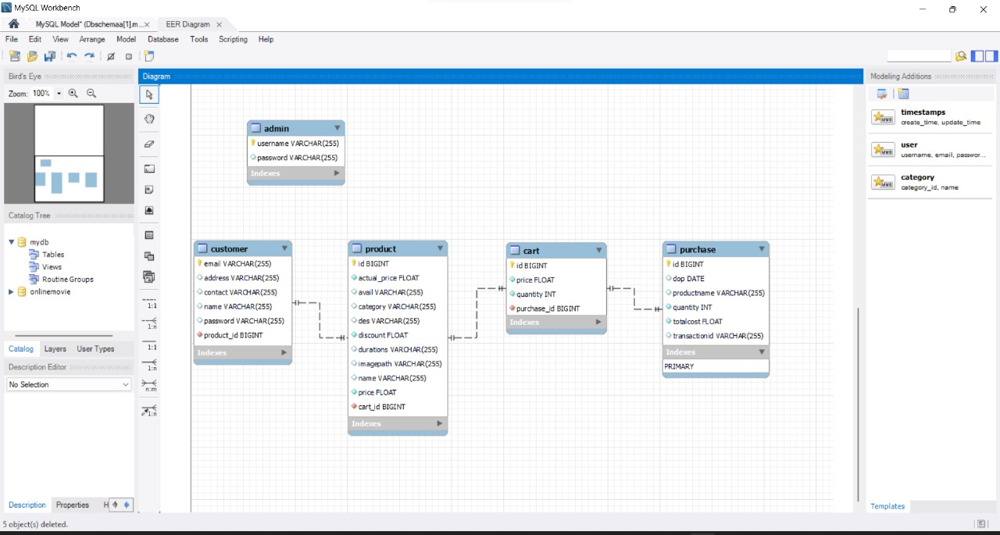 MySQL Workbench
MySQL Model* (Dbschemaa[1].m...
EER Diagram
File Edit View Arrange Model Database Tools Scripting Help
Bird's Eye
Zoom: 100%
Catalog Tree
mydb
Tables
Views
Routine Groups
onlinemovie
Catalog Layers User Types
Description Editor
No Selection
Description Properties H
5 object(s) deleted.
1:1
1:n
1:1
1:n
n:m
1:n
Diagram
admin
username VARCHAR(255)
password VARCHAR(255)
Indexes
customer
email VARCHAR(255)
address VARCHAR(255)
contact VARCHAR(255)
name VARCHAR(255)
password VARCHAR(255)
product_id BIGINT
Indexes
product
id BIGINT
actual_price FLOAT
avail VARCHAR(255)
category VARCHAR(255)
des VARCHAR(255)
discount FLOAT
durations VARCHAR(255)
imagepath VARCHAR(255)
name VARCHAR(255)
price FLOAT
cart_id BIGINT
Indexes
cart
id BIGINT
price FLOAT
quantity INT
purchase_id BIGINT
Indexes
purchase
id BIGINT
dop DATE
productname VARCHAR(255)
quantity INT
totalcost FLOAT
transactionid VARCHAR(255)
Indexes
PRIMARY
Modeling Additions
MWB
timestamps
create_time, update_time
MWB
user
username, email, passwor...
MWB
category
category_id, name
Templates